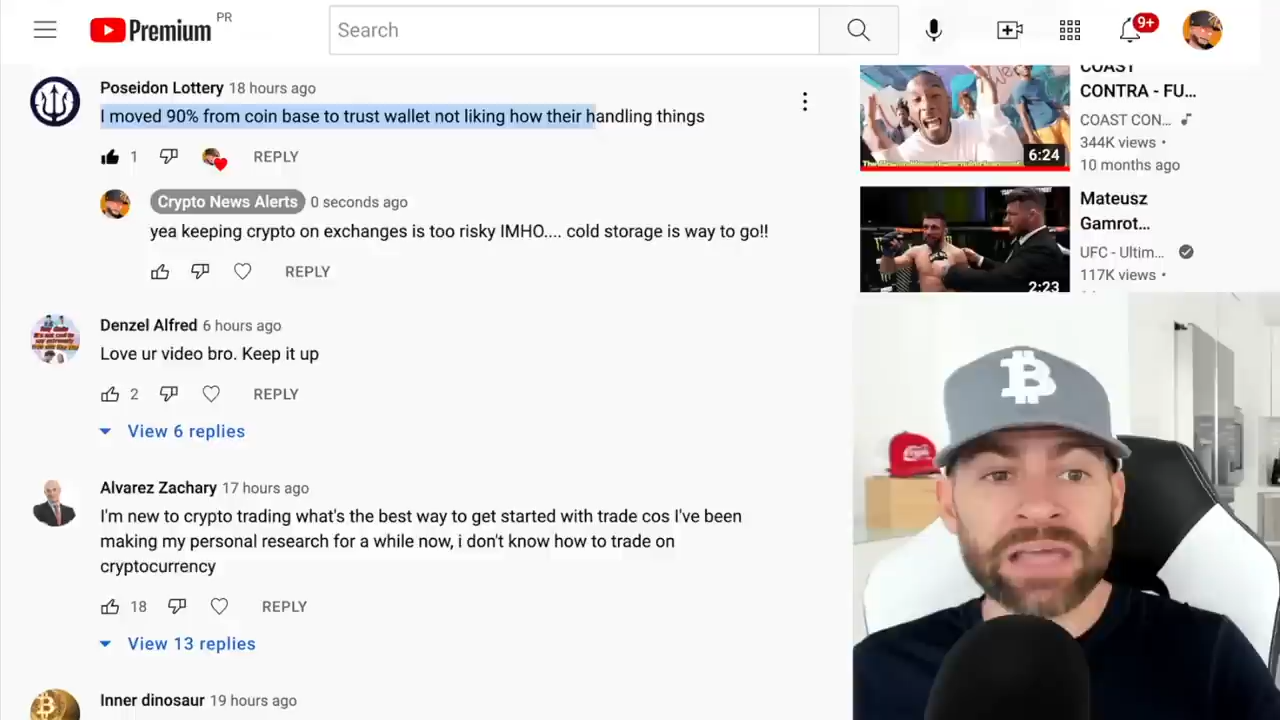 Premium PR
Search
9+
Poseidon Lottery 18 hours ago
I moved 90% from coin base to trust wallet not liking how their handling things
1
REPLY
Crypto News Alerts 0 seconds ago
yea keeping crypto on exchanges is too risky IMHO.... cold storage is way to go!!
REPLY
Denzel Alfred 6 hours ago
Love ur video bro. Keep it up
2
REPLY
View 6 replies
Alvarez Zachary 17 hours ago
I'm new to crypto trading what's the best way to get started with trade cos I've been
making my personal research for a while now, i don't know how to trade on
cryptocurrency
18
REPLY
View 13 replies
Inner dinosaur 19 hours ago
COAST
CONTRA - FU...
COAST CON...
344K views •
10 months ago
6:24
Mateusz
Gamrot...
UFC - Ultim...
117K views •
2:23